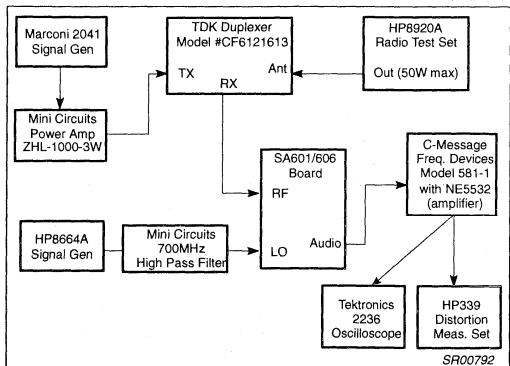 Marconi 2041
Signal Gen
TDK Duplexer
Model #CF6121613
TX
RX
Ant
HP8920A
Radio Test Set
Out (50W max)
Mini Circuits
Power Amp
ZHL-1000-3W
SA601/606
Board
RF
LO
Audio
C-Message
Freq. Devices
Model 581-1
with NE5532
(amplifier)
HP8664A
Signal Gen
Mini Circuits
700MHz
High Pass Filter
Tektronics
2236
Oscilloscope
HP339
Distortion
Meas. Set
SR00792